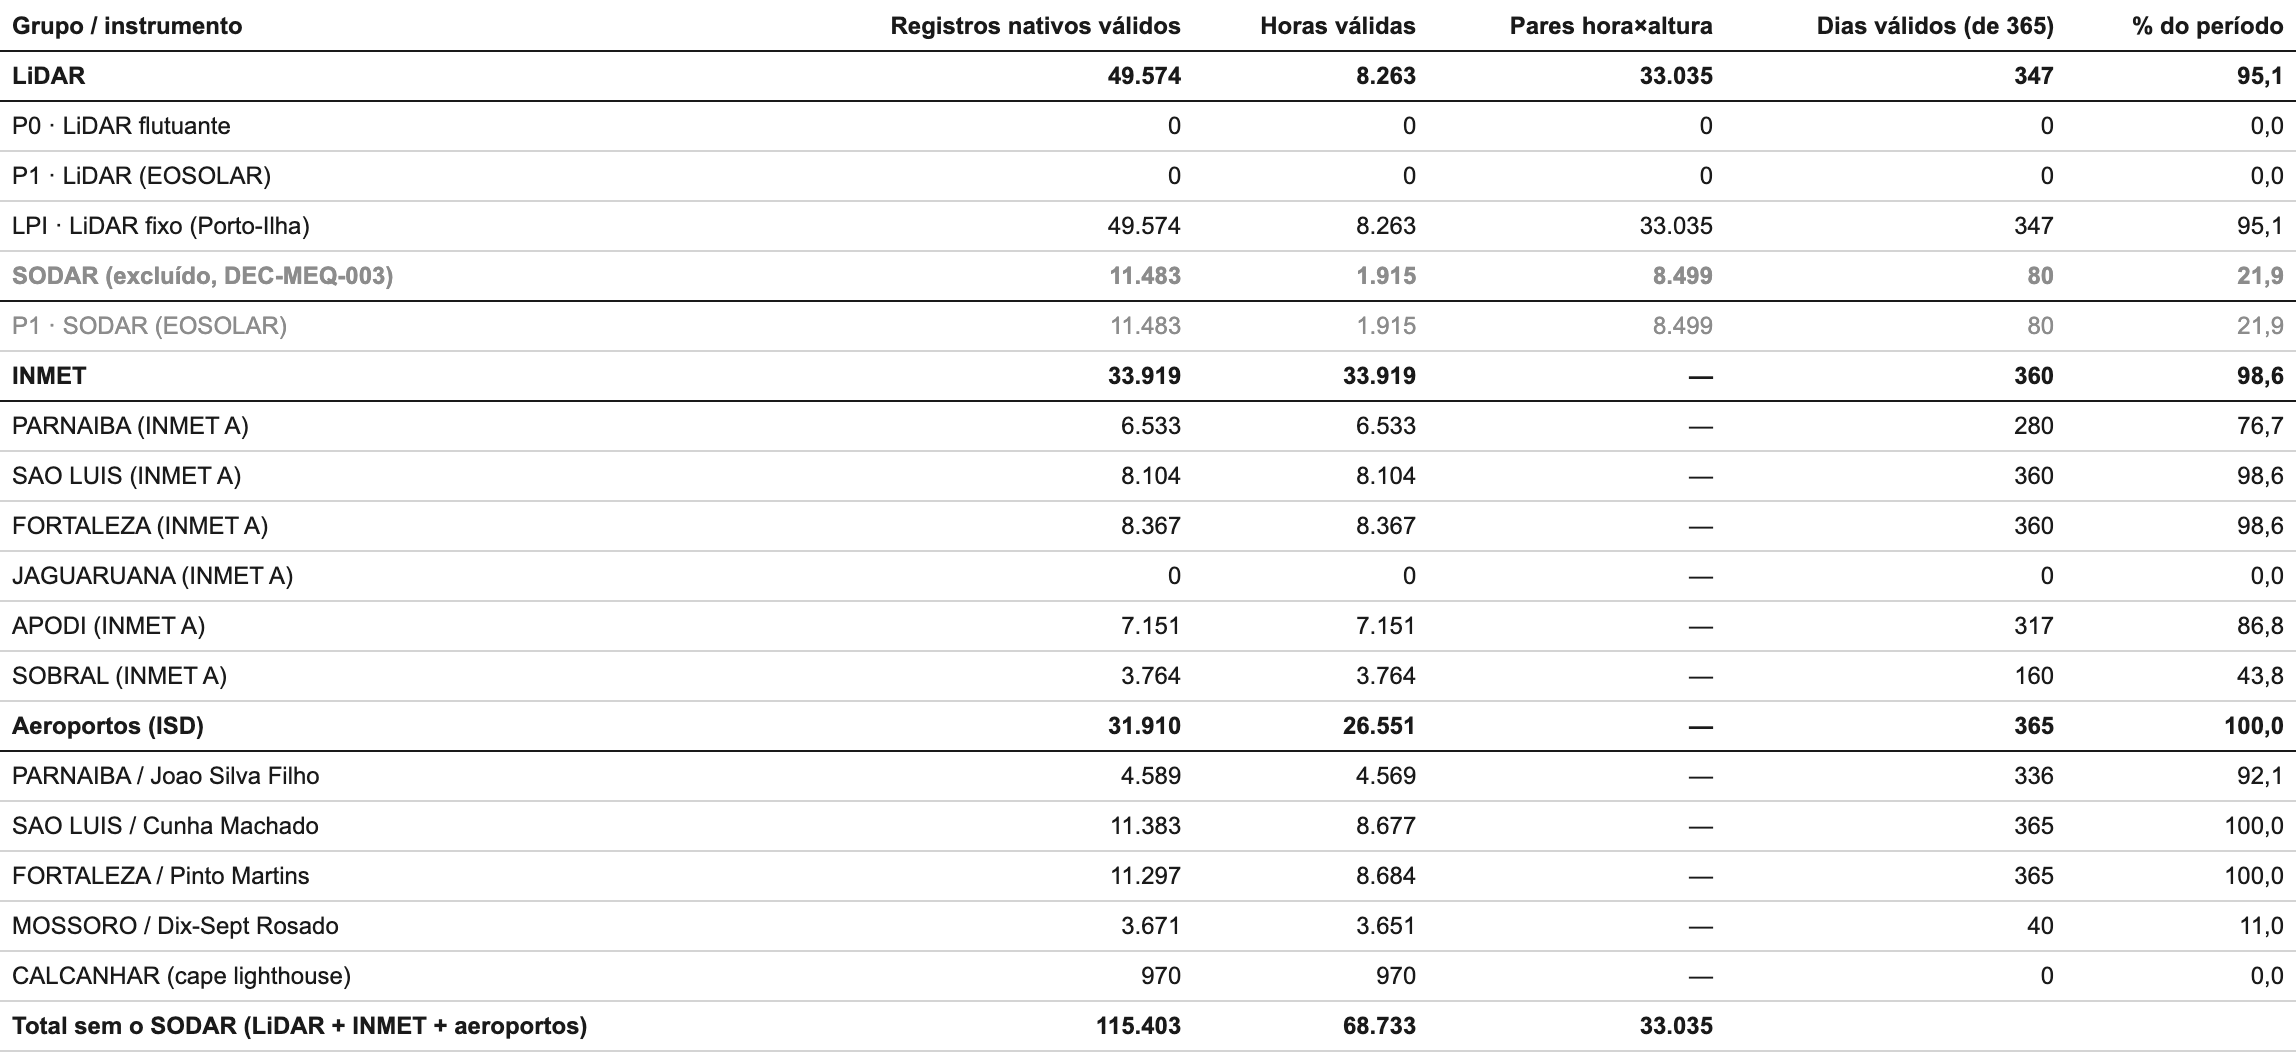 Grupo / instrumento Registros nativos válidos Horas válidas Pares hora×altura Dias válidos (de 365) % do período
LiDAR 49.574 8.263 33.035 347 95,1
P0 · LiDAR flutuante 0 0 0 0 0,0
P1 · LiDAR (EOSOLAR) 0 0 0 0 0,0
LPI · LiDAR fixo (Porto-Ilha) 49.574 8.263 33.035 347 95,1
SODAR (excluído, DEC-MEQ-003) 11.483 1.915 8.499 80 21,9
P1 · SODAR (EOSOLAR) 11.483 1.915 8.499 80 21,9
INMET 33.919 33.919 — 360 98,6
PARNAIBA (INMET A) 6.533 6.533 — 280 76,7
SAO LUIS (INMET A) 8.104 8.104 — 360 98,6
FORTALEZA (INMET A) 8.367 8.367 — 360 98,6
JAGUARUANA (INMET A) 0 0 — 0 0,0
APODI (INMET A) 7.151 7.151 — 317 86,8
SOBRAL (INMET A) 3.764 3.764 — 160 43,8
Aeroportos (ISD) 31.910 26.551 — 365 100,0
PARNAIBA / Joao Silva Filho 4.589 4.569 — 336 92,1
SAO LUIS / Cunha Machado 11.383 8.677 — 365 100,0
FORTALEZA / Pinto Martins 11.297 8.684 — 365 100,0
MOSSORO / Dix-Sept Rosado 3.671 3.651 — 40 11,0
CALCANHAR (cape lighthouse) 970 970 — 0 0,0
Total sem o SODAR (LiDAR + INMET + aeroportos) 115.403 68.733 33.035